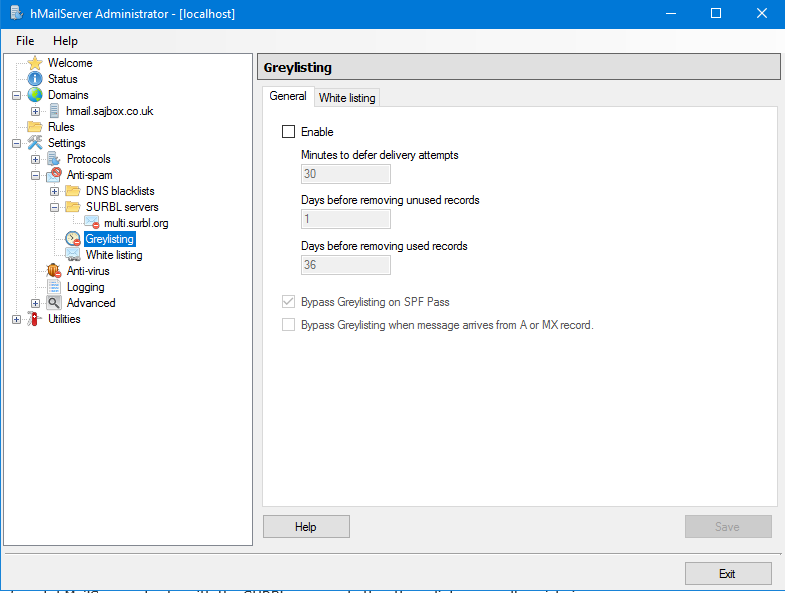 hMailServer Administrator - [localhost]
File Help
Welcome
Status
Domains
hmail.sajbox.co.uk
Rules
Settings
Protocols
Anti-spam
DNS blacklists
SURBL servers
multi.surbl.org
Greylisting
White listing
Anti-virus
Logging
Advanced
Utilities
Greylisting
General White listing
Enable
Minutes to defer delivery attempts
30
Days before removing unused records
1
Days before removing used records
36
Bypass Greylisting on SPF Pass
Bypass Greylisting when message arrives from A or MX record.
Help Save
Exit